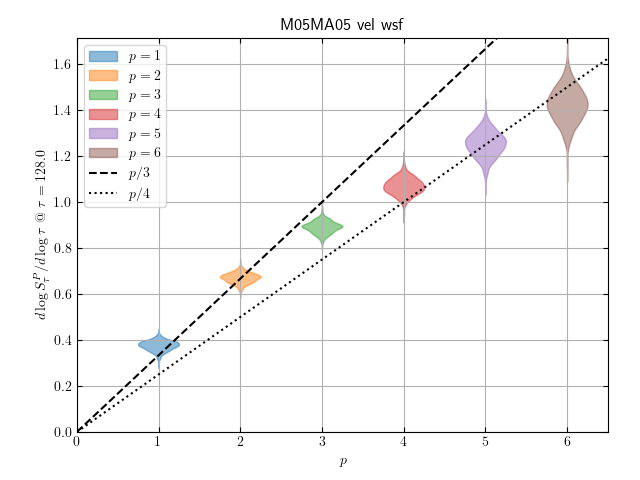 M05MA05 vel wsf
d log S_τ^P / d log τ @ τ = 128.0
1.6
1.4
1.2
1.0
0.8
0.6
0.4
0.2
0.0
p = 1
p = 2
p = 3
p = 4
p = 5
p = 6
p/3
p/4
0 1 2 3 4 5 6
p